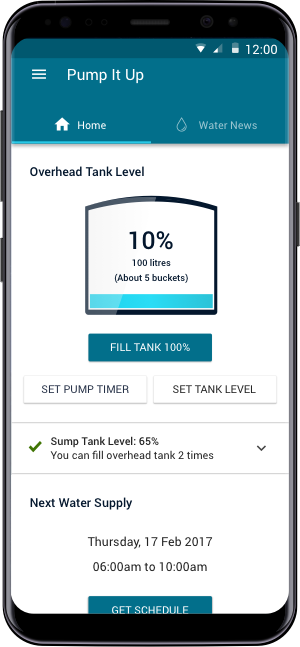 12:00
Pump It Up
Home
Water News
Overhead Tank Level
10%
100 litres
(About 5 buckets)
FILL TANK 100%
SET PUMP TIMER
SET TANK LEVEL
Sump Tank Level: 65%
You can fill overhead tank 2 times
Next Water Supply
Thursday, 17 Feb 2017
06:00am to 10:00am
GET SCHEDULE